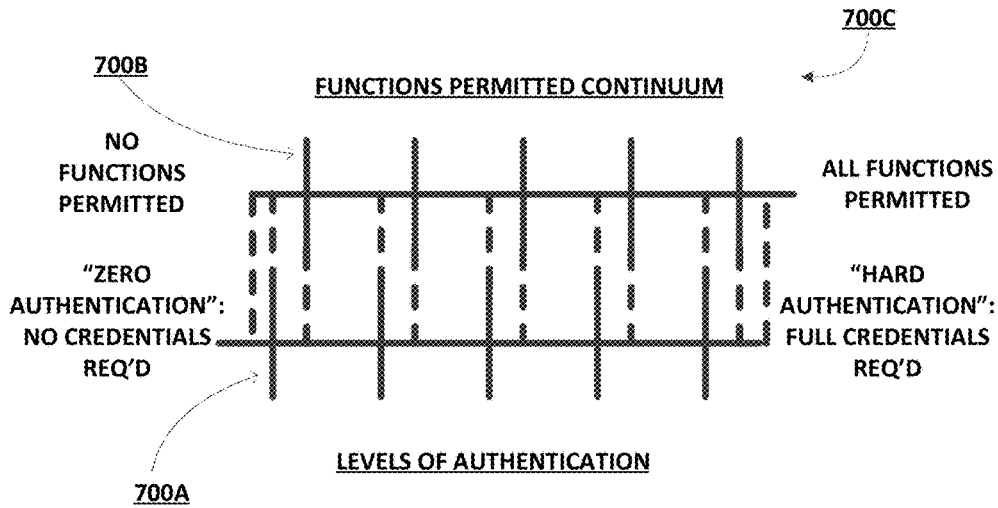 700C
700B
FUNCTIONS PERMITTED CONTINUUM
NO
FUNCTIONS
PERMITTED
ALL FUNCTIONS
PERMITTED
“ZERO
AUTHENTICATION”:
NO CREDENTIALS
REQ’D
“HARD
AUTHENTICATION”:
FULL CREDENTIALS
REQ’D
LEVELS OF AUTHENTICATION
700A